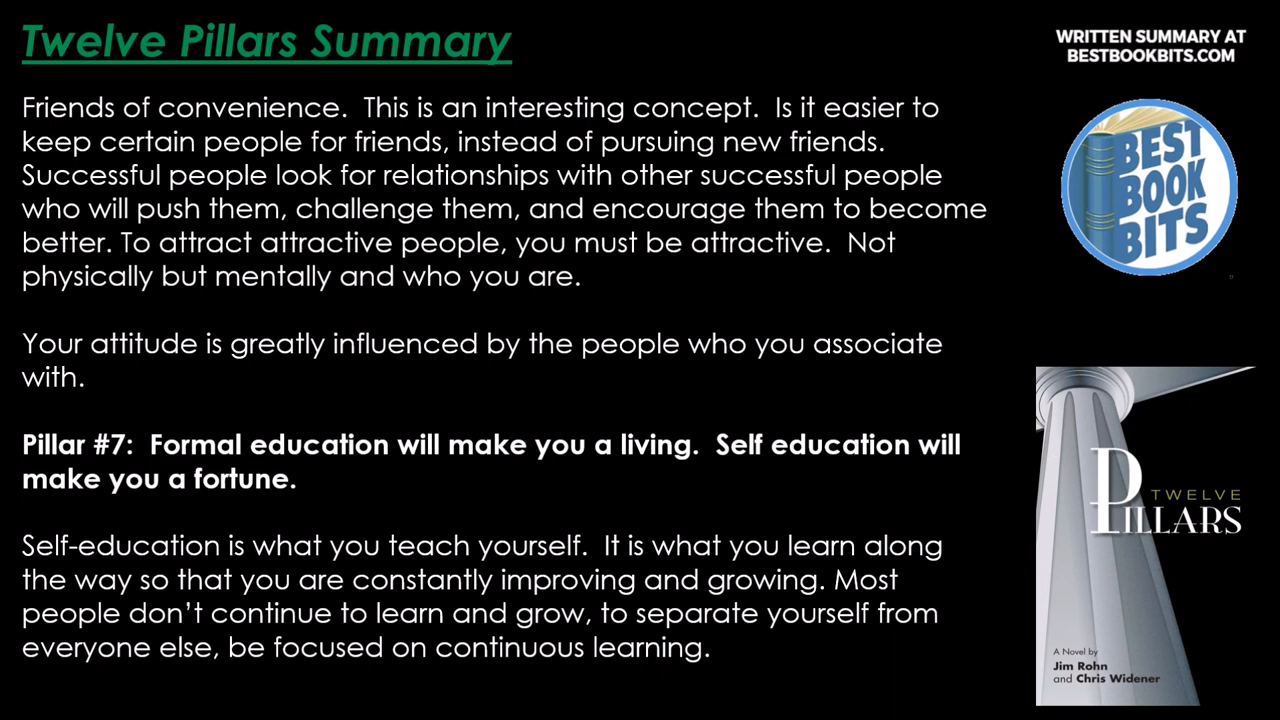 Twelve Pillars Summary
WRITTEN SUMMARY AT
BESTBOOKBITS.COM
Friends of convenience.  This is an interesting concept.  Is it easier to
keep certain people for friends, instead of pursuing new friends.
Successful people look for relationships with other successful people
who will push them, challenge them, and encourage them to become
better. To attract attractive people, you must be attractive.  Not
physically but mentally and who you are.
Your attitude is greatly influenced by the people who you associate
with.
Pillar #7:  Formal education will make you a living.  Self education will
make you a fortune.
Self-education is what you teach yourself.  It is what you learn along
the way so that you are constantly improving and growing. Most
people don't continue to learn and grow, to separate yourself from
everyone else, be focused on continuous learning.
BEST
BOOK
BITS
TWELVE
PILLARS
A Novel by
Jim Rohn
and Chris Widener